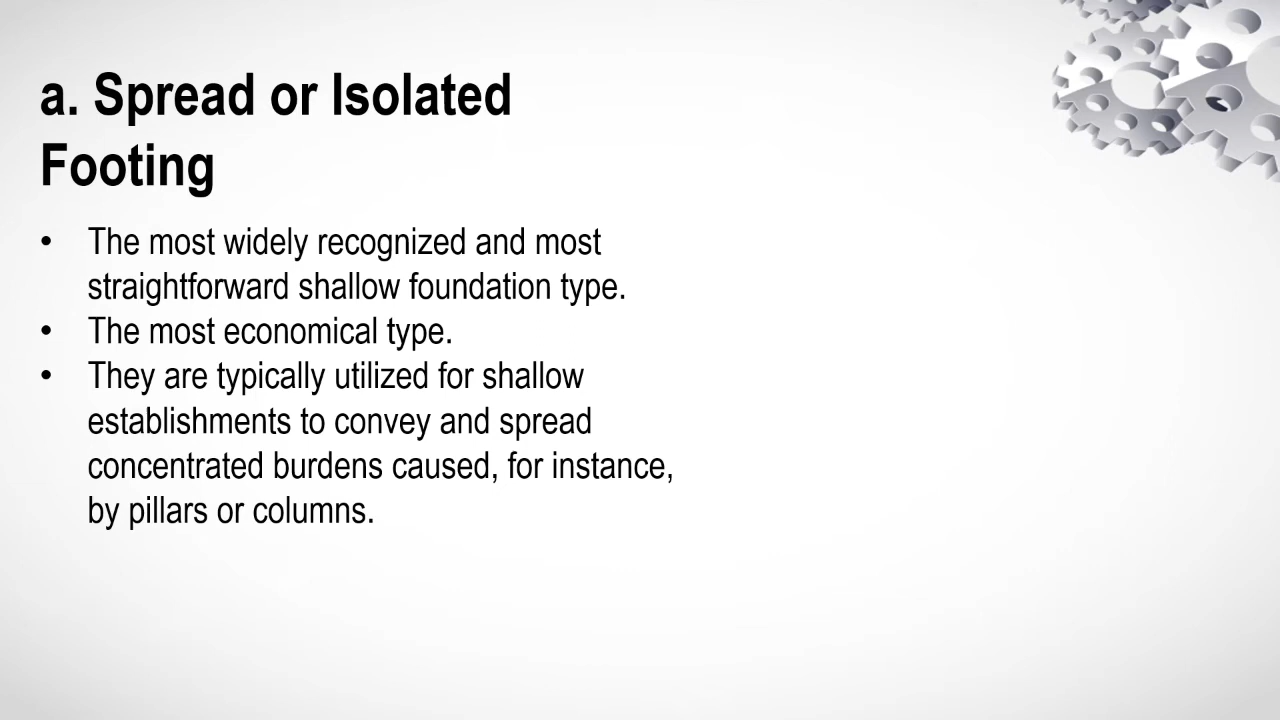 a. Spread or Isolated
Footing
• The most widely recognized and most
straightforward shallow foundation type.
• The most economical type.
• They are typically utilized for shallow
establishments to convey and spread
concentrated burdens caused, for instance,
by pillars or columns.